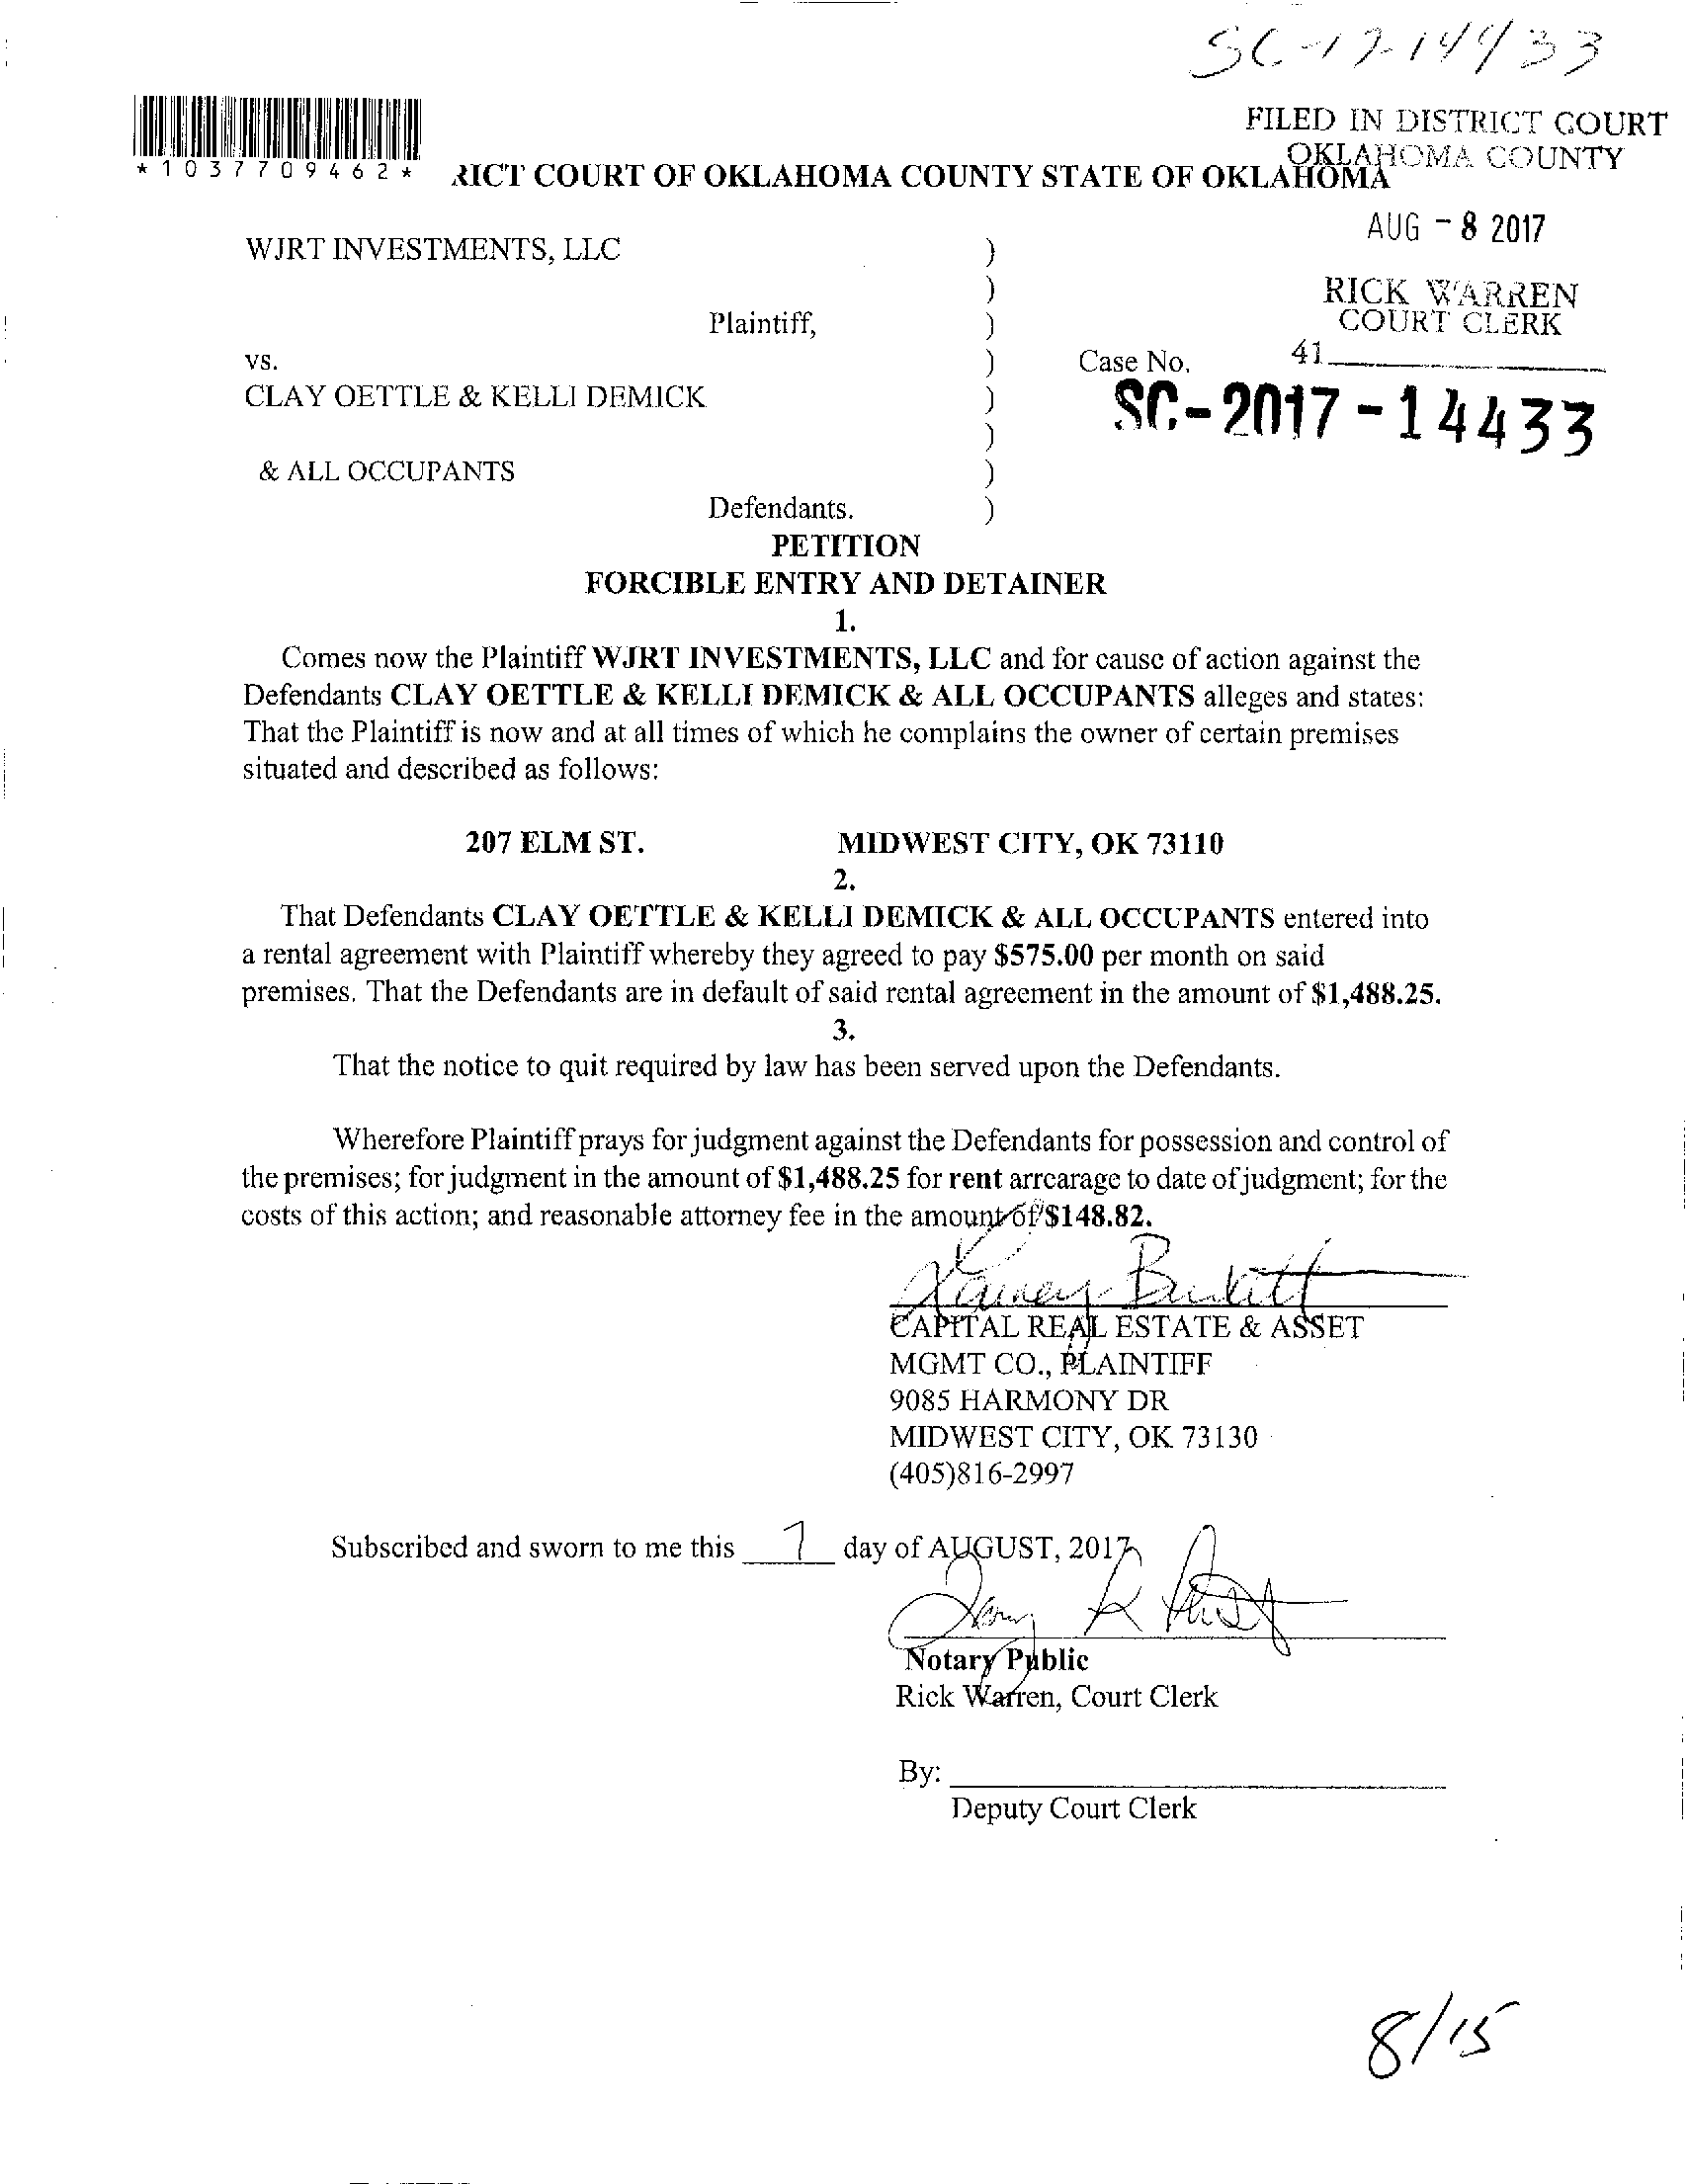 SC-17-14433
FILED IN DISTRICT COURT
OKLAHOMA COUNTY
*1037709462*
RICT COURT OF OKLAHOMA COUNTY STATE OF OKLAHOMA
AUG - 8 2017
WJRT INVESTMENTS, LLC )
)
RICK WARREN
COURT CLERK
Plaintiff, )
41
vs. ) Case No.
CLAY OETTLE & KELLI DEMICK )
SC-2017-14433
)
& ALL OCCUPANTS )
Defendants. )
PETITION
FORCIBLE ENTRY AND DETAINER
1.
Comes now the Plaintiff WJRT INVESTMENTS, LLC and for cause of action against the
Defendants CLAY OETTLE & KELLI DEMICK & ALL OCCUPANTS alleges and states:
That the Plaintiff is now and at all times of which he complains the owner of certain premises
situated and described as follows:
207 ELM ST. MIDWEST CITY, OK 73110
2.
That Defendants CLAY OETTLE & KELLI DEMICK & ALL OCCUPANTS entered into
a rental agreement with Plaintiff whereby they agreed to pay $575.00 per month on said
premises. That the Defendants are in default of said rental agreement in the amount of $1,488.25.
3.
That the notice to quit required by law has been served upon the Defendants.
Wherefore Plaintiff prays for judgment against the Defendants for possession and control of
the premises; for judgment in the amount of $1,488.25 for rent arrearage to date of judgment; for the
costs of this action; and reasonable attorney fee in the amount of $148.82.
CAPITAL REAL ESTATE & ASSET
MGMT CO., PLAINTIFF
9085 HARMONY DR
MIDWEST CITY, OK 73130
(405)816-2997
Subscribed and sworn to me this 7 day of AUGUST, 2017
Notary Public
Rick Warren, Court Clerk
By:
Deputy Court Clerk
8/15